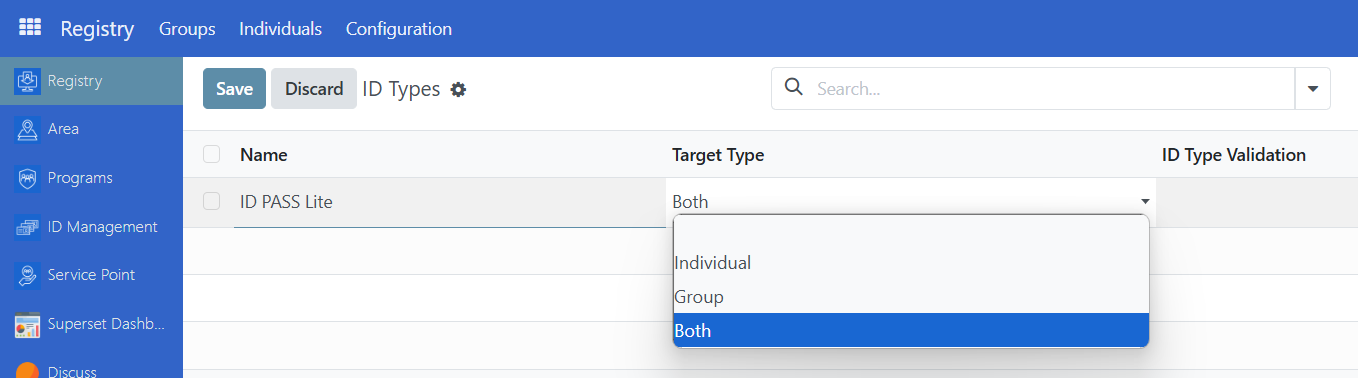 Registry Groups Individuals Configuration
Registry
Area
Programs
ID Management
Service Point
Superset Dashb...
Discuss
Save Discard ID Types Search...
Name Target Type ID Type Validation
ID PASS Lite Both
Individual
Group
Both